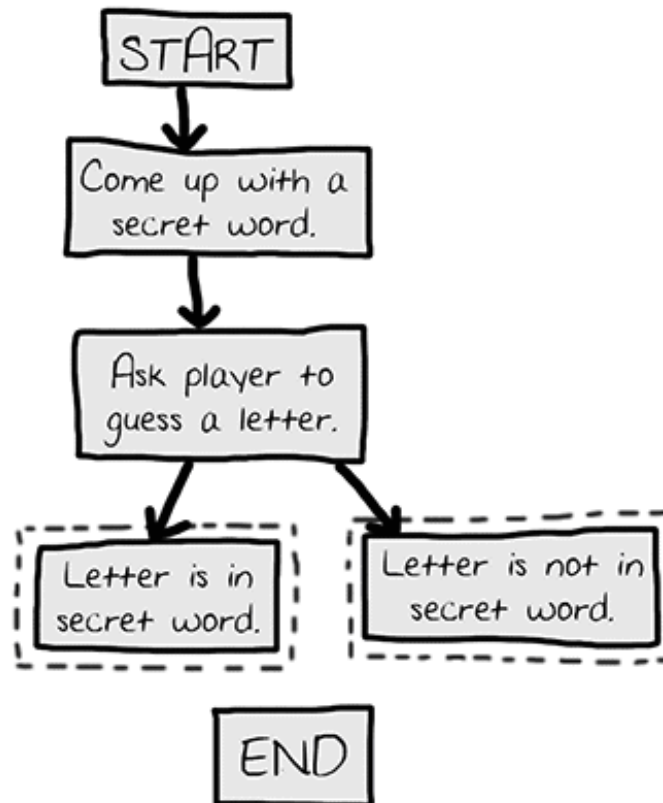 START
Come up with a
secret word.
Ask player to
guess a letter.
Letter is in
secret word.
Letter is not in
secret word.
END